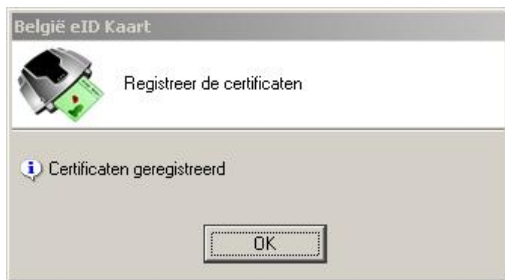 België eID Kaart
Registreer de certificaten
Certificaten geregistreerd
OK